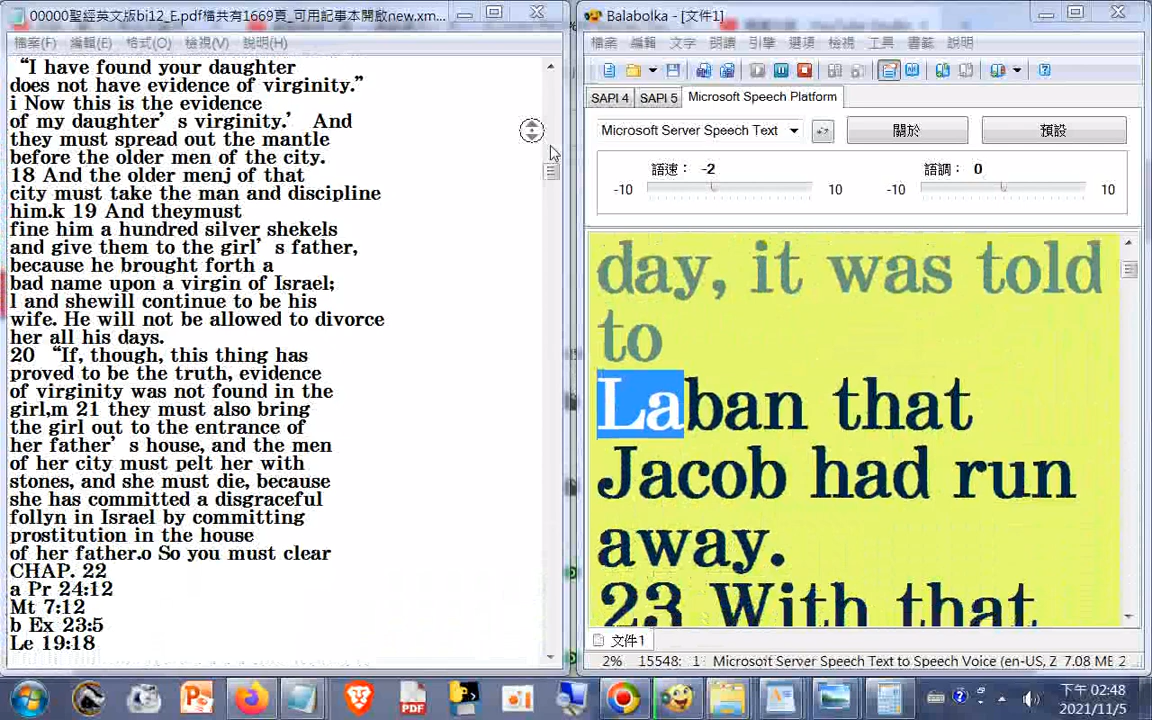 00000聖經英文版bi12_E.pdf檔共有1669頁_可用記事本開啟new.xm...
檔案(F) 編輯(E) 格式(O) 檢視(V) 說明(H)
“I have found your daughter
does not have evidence of virginity.”
i Now this is the evidence
of my daughter’s virginity.’ And
they must spread out the mantle
before the older men of the city.
18 And the older menj of that
city must take the man and discipline
him.k 19 And theymust
fine him a hundred silver shekels
and give them to the girl’s father,
because he brought forth a
bad name upon a virgin of Israel;
l and shewill continue to be his
wife. He will not be allowed to divorce
her all his days.
20 “If, though, this thing has
proved to be the truth, evidence
of virginity was not found in the
girl,m 21 they must also bring
the girl out to the entrance of
her father’s house, and the men
of her city must pelt her with
stones, and she must die, because
she has committed a disgraceful
follyn in Israel by committing
prostitution in the house
of her father.o So you must clear
CHAP. 22
a Pr 24:12
Mt 7:12
b Ex 23:5
Le 19:18
Balabolka - [文件1]
檔案 編輯 文字 朗讀 引擎 選項 檢視 工具 書籤 說明
SAPI 4 SAPI 5 Microsoft Speech Platform
Microsoft Server Speech Text 關於 預設
語速： -2 語調： 0
-10 10 -10 10
day, it was told
to
Laban that
Jacob had run
away.
23 With that
文件1
2% 15548: 1 Microsoft Server Speech Text to Speech Voice (en-US, Z 7.08 MB 2
PDF
下午 02:48
2021/11/5